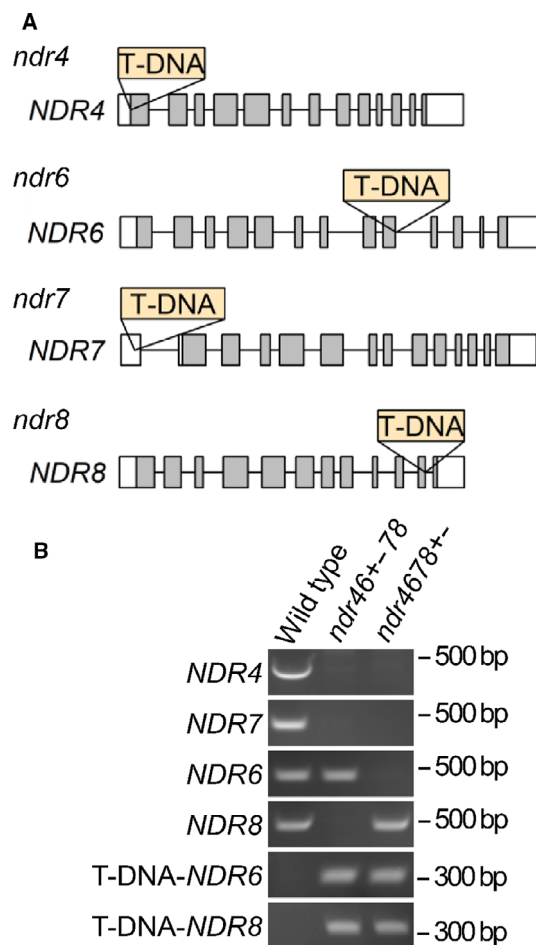 A
ndr4
T-DNA
NDR4
ndr6
T-DNA
NDR6
ndr7
T-DNA
NDR7
ndr8
T-DNA
NDR8
B
Wild type
ndr46+−78
ndr4678+−
NDR4
– 500 bp
NDR7
– 500 bp
NDR6
– 500 bp
NDR8
– 500 bp
T-DNA-NDR6
– 300 bp
T-DNA-NDR8
– 300 bp